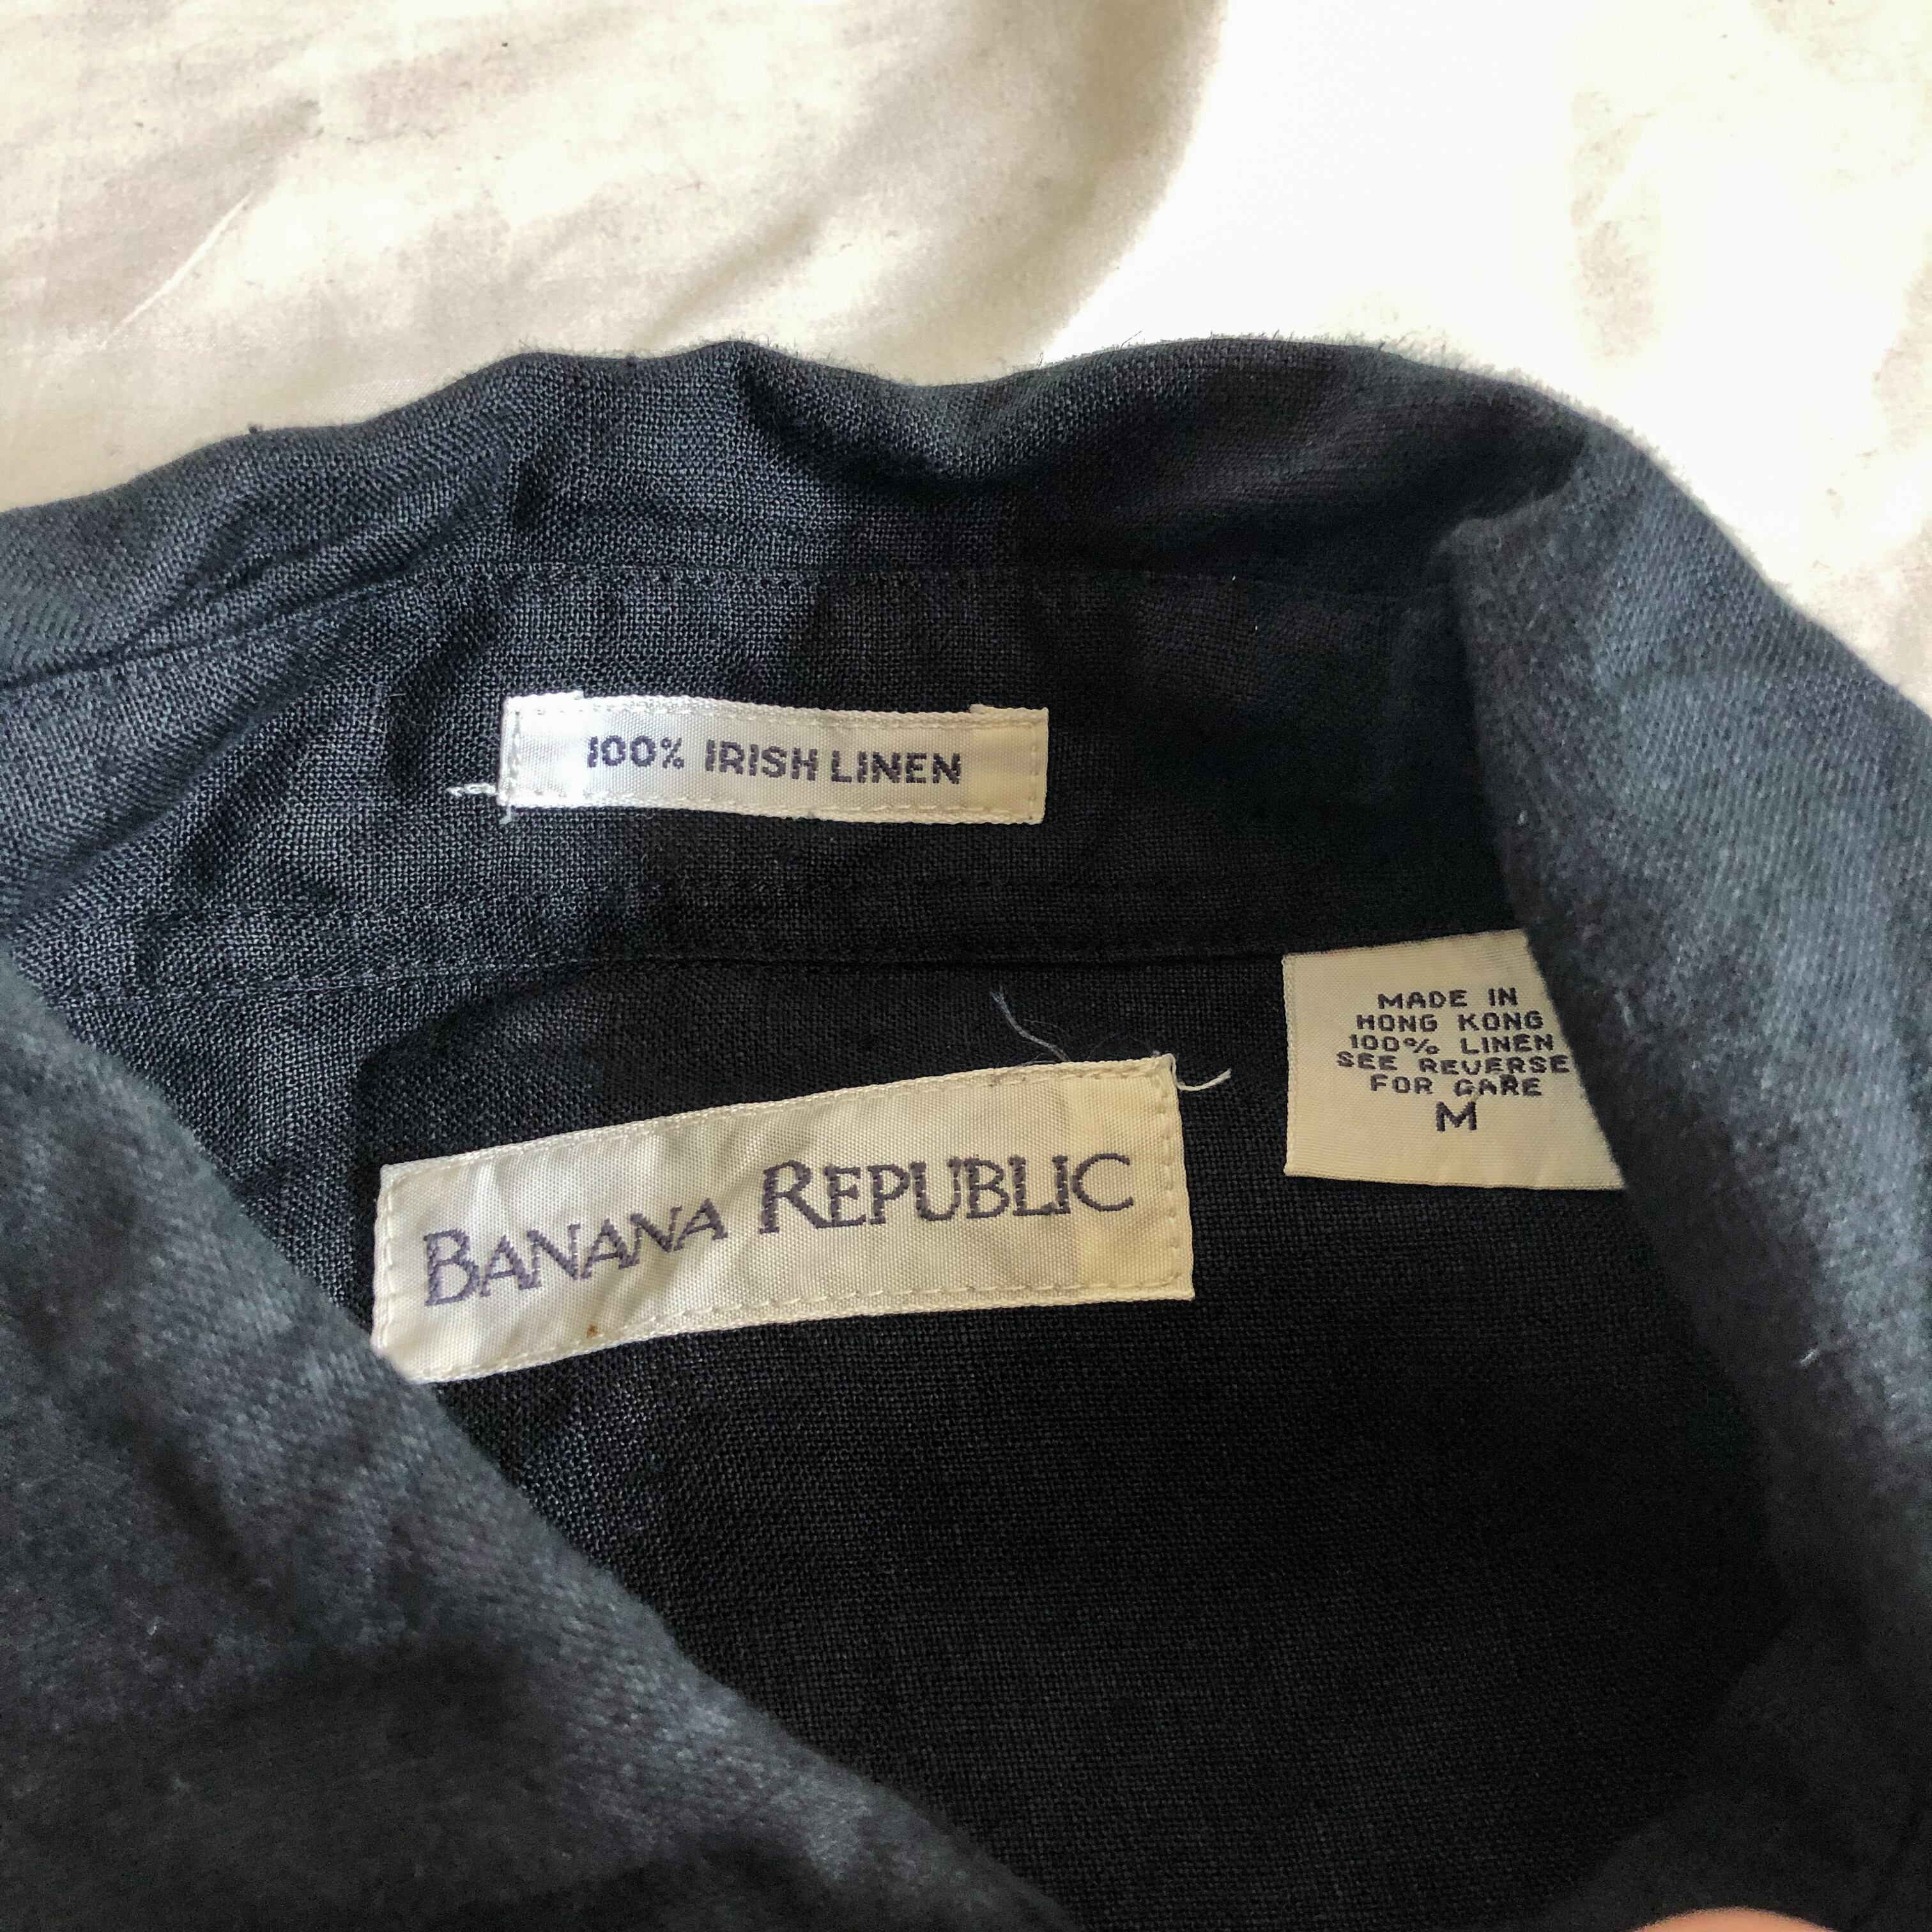 100% IRISH LINEN
BANANA REPUBLIC
MADE IN
HONG KONG
100% LINEN
SEE REVERSE
FOR CARE
M